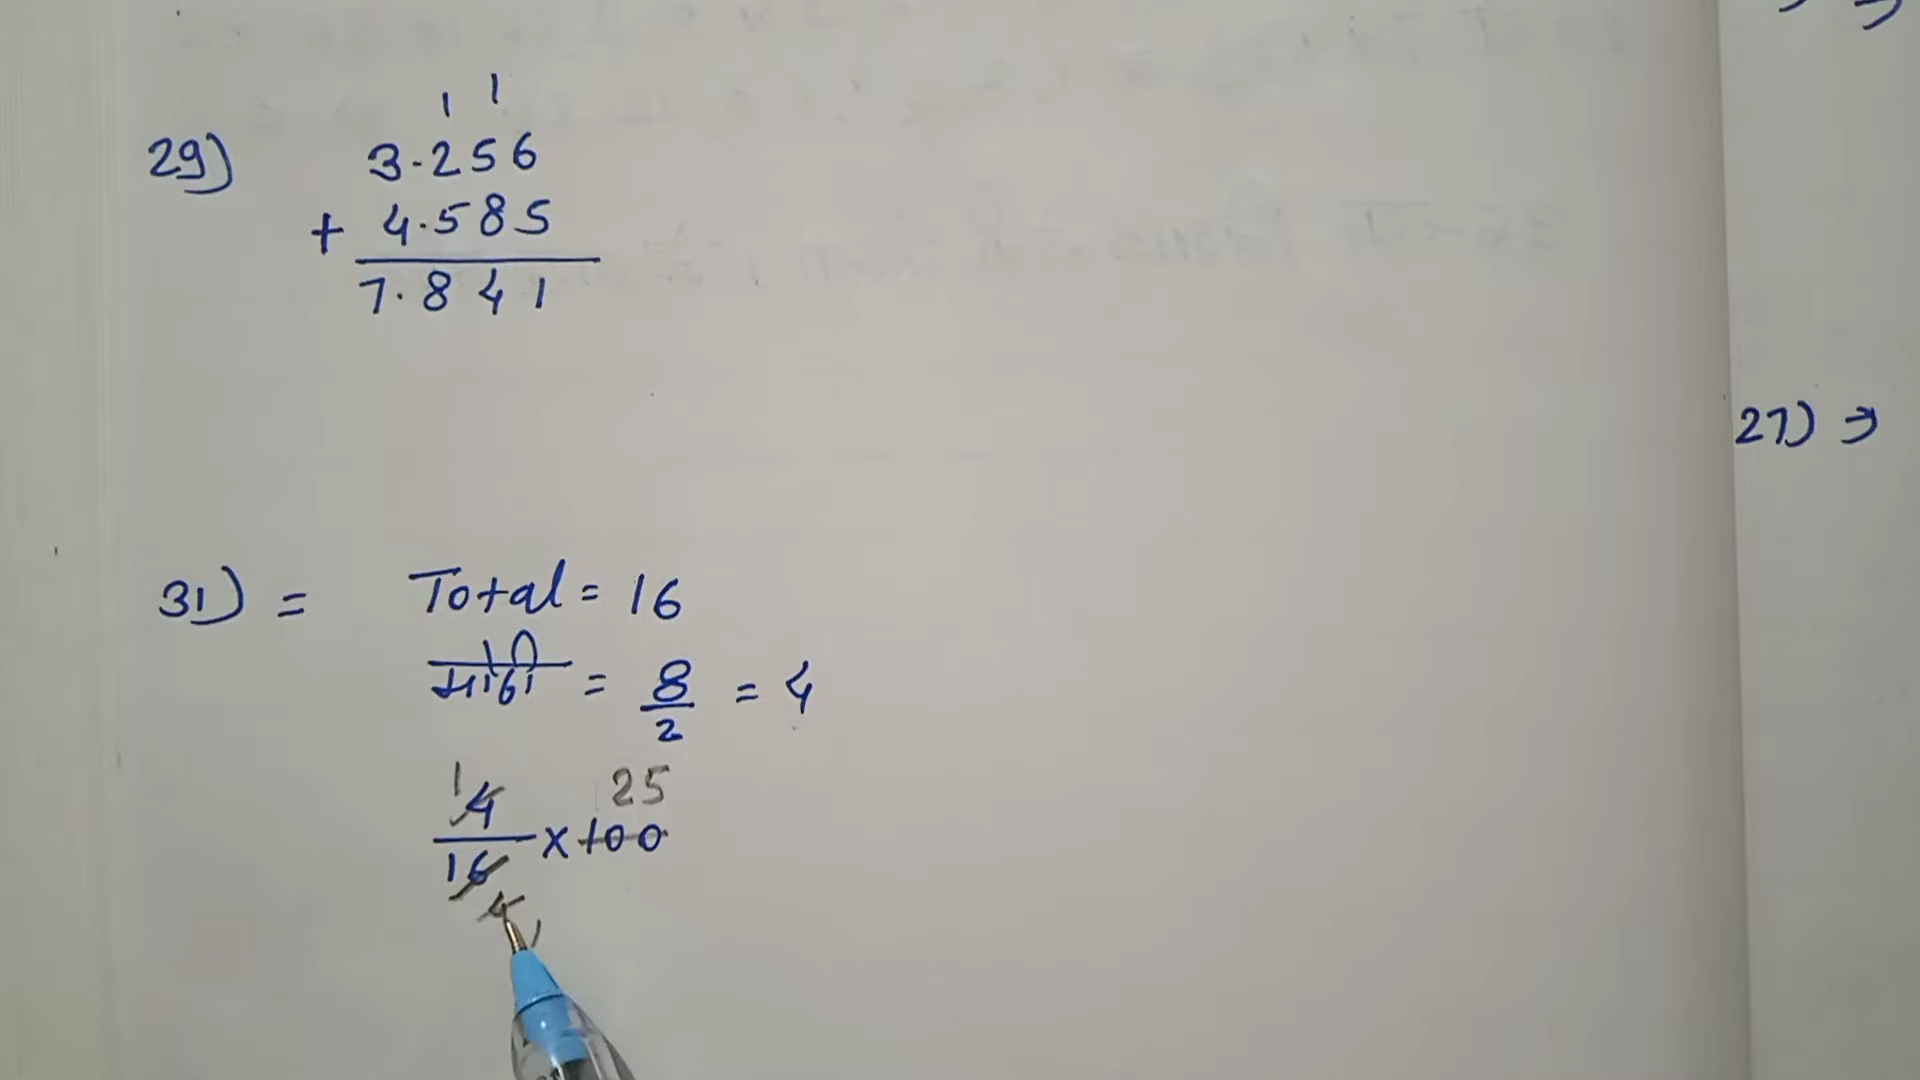 1 1
29) 3.256
+ 4.585
7.841
27) ⇒
31) = Total = 16
= 8/2 = 4
1 25
4/16 x 100
4
1